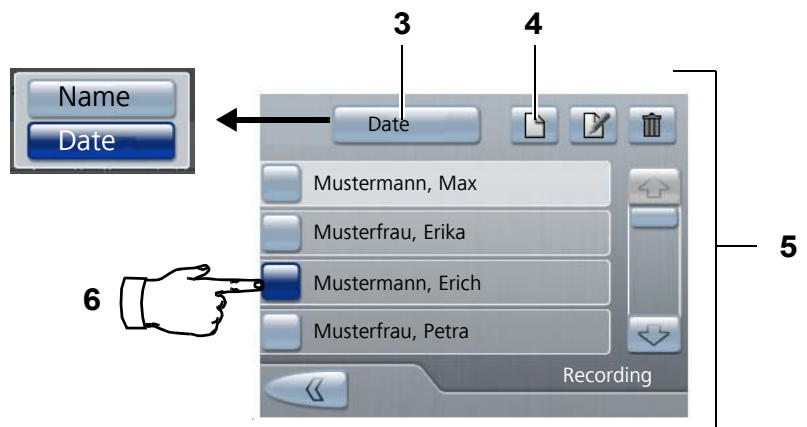 3
4
Name
Date
Date
Mustermann, Max
Musterfrau, Erika
5
Mustermann, Erich
6
Musterfrau, Petra
Recording